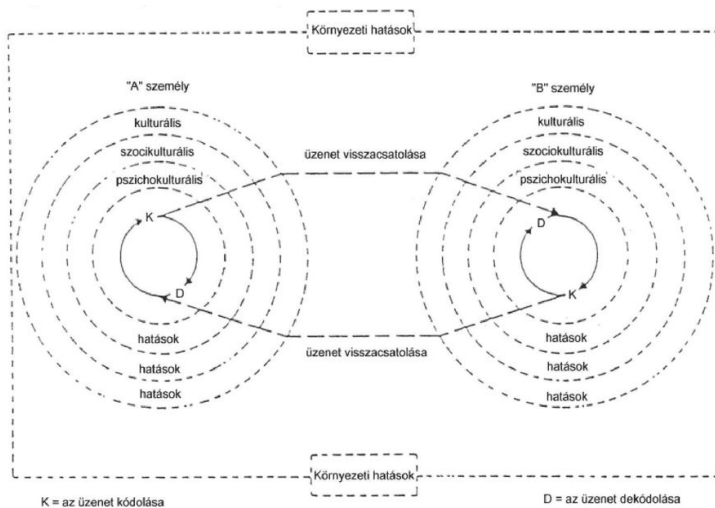 Környezeti hatások
"A" személy
"B" személy
kulturális
kulturális
szocikulturális
üzenet visszacsatolása
szociokulturális
pszichokulturális
pszichokulturális
K
D
D
K
hatások
üzenet visszacsatolása
hatások
hatások
hatások
hatások
hatások
Környezeti hatások
K = az üzenet kódolása
D = az üzenet dekódolása